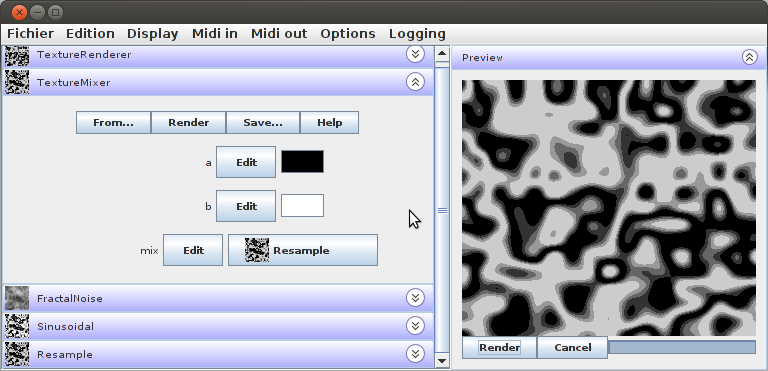 Fichier Edition Display Midi in Midi out Options Logging
TextureRenderer
TextureMixer
From... Render Save... Help
a Edit
b Edit
mix Edit Resample
FractalNoise
Sinusoidal
Resample
Preview
Render Cancel